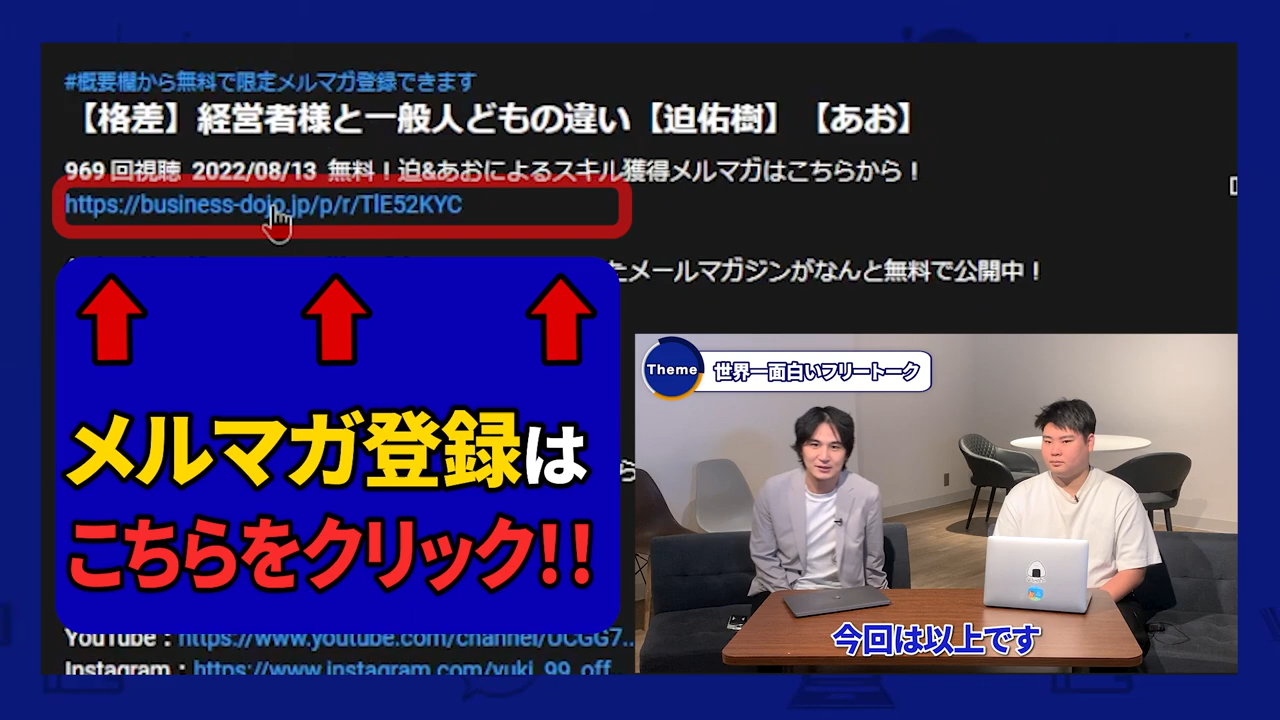 #概要欄から無料で限定メルマガ登録できます
【格差】経営者様と一般人どもの違い【迫佑樹】【あお】
969 回視聴 2022/08/13 無料！迫&あおによるスキル獲得メルマガはこちらから！
https://business-dojo.jp/p/r/TlE52KYC
たメールマガジンがなんと無料で公開中！
メルマガ登録は
こちらをクリック!!
Theme
世界一面白いフリートーク
今回は以上です
YouTube：https://www.youtube.com/channel/UCGG7..
Instagram：https://www.instagram.com/yuki_99_off..